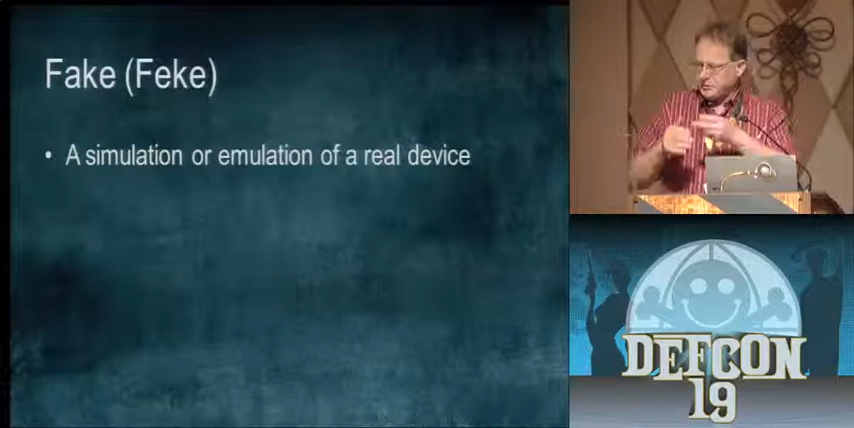 Fake (Feke)
• A simulation or emulation of a real device
DEFCON
19